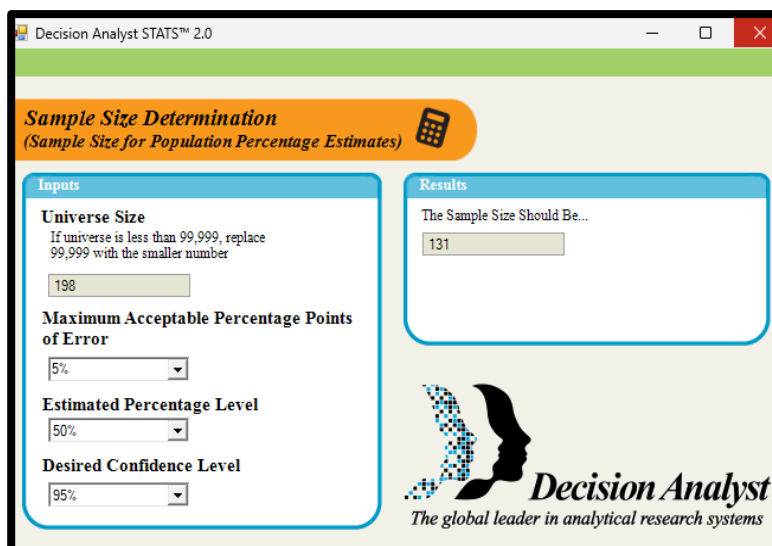 Decision Analyst STATS™ 2.0
Sample Size Determination
(Sample Size for Population Percentage Estimates)
Inputs
Universe Size
If universe is less than 99,999, replace
99,999 with the smaller number
198
Maximum Acceptable Percentage Points
of Error
5%
Estimated Percentage Level
50%
Desired Confidence Level
95%
Results
The Sample Size Should Be...
131
Decision Analyst
The global leader in analytical research systems